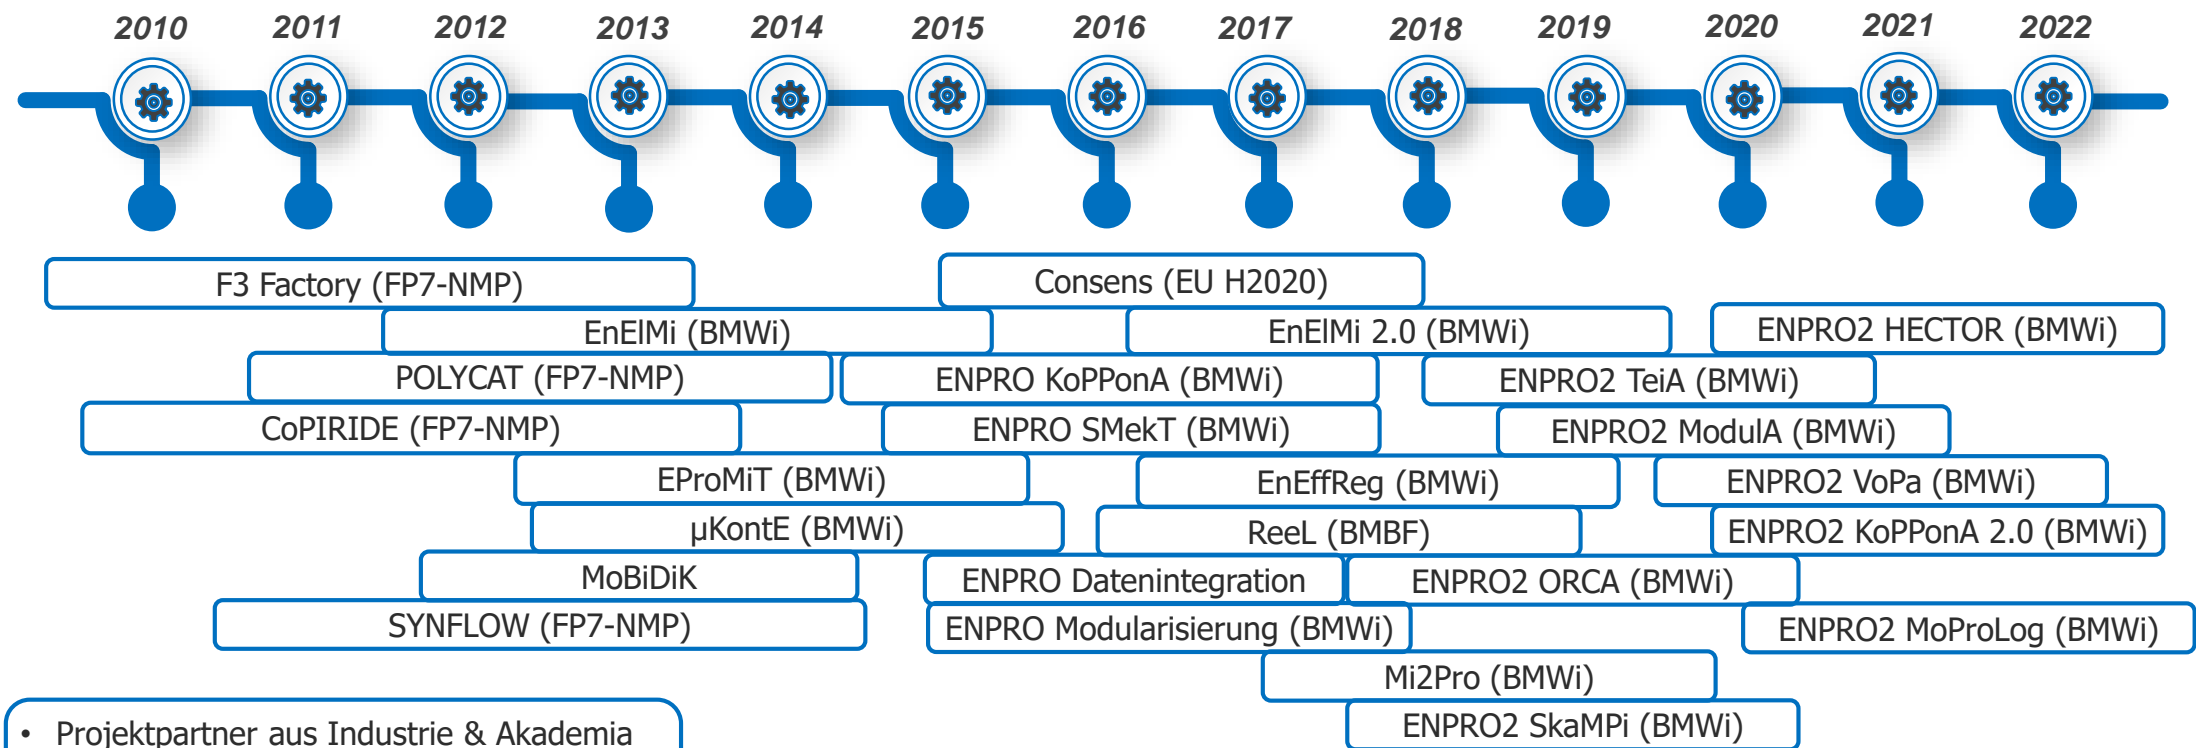 2010 2011 2012 2013 2014 2015 2016 2017 2018 2019 2020 2021 2022
F3 Factory (FP7-NMP)
Consens (EU H2020)
EnElMi (BMWi)
EnElMi 2.0 (BMWi)
ENPRO2 HECTOR (BMWi)
POLYCAT (FP7-NMP)
ENPRO KoPPonA (BMWi)
ENPRO2 TeiA (BMWi)
CoPIRIDE (FP7-NMP)
ENPRO SMekT (BMWi)
ENPRO2 ModulA (BMWi)
EProMiT (BMWi)
EnEffReg (BMWi)
ENPRO2 VoPa (BMWi)
µKontE (BMWi)
ReeL (BMBF)
ENPRO2 KoPPonA 2.0 (BMWi)
MoBiDiK
ENPRO Datenintegration
ENPRO2 ORCA (BMWi)
SYNFLOW (FP7-NMP)
ENPRO Modularisierung (BMWi)
ENPRO2 MoProLog (BMWi)
Mi2Pro (BMWi)
ENPRO2 SkaMPi (BMWi)
• Projektpartner aus Industrie & Akademia